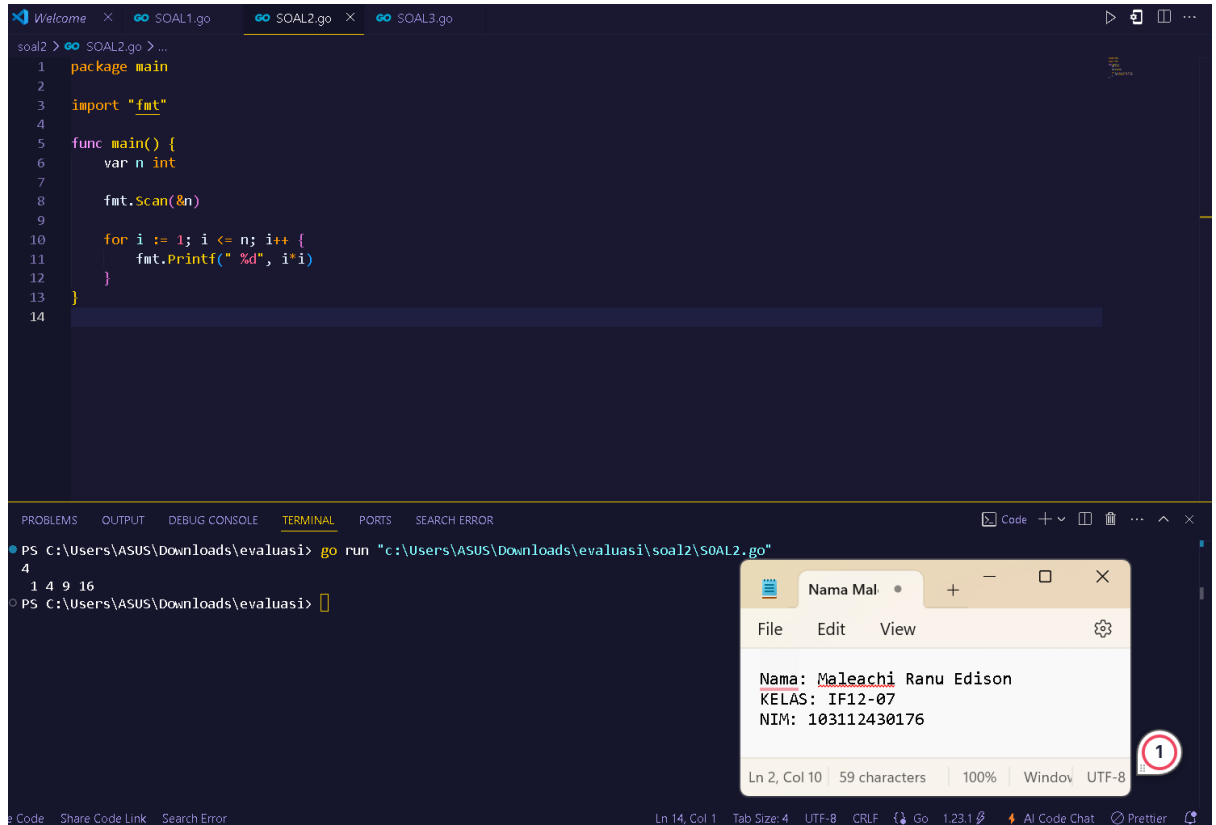 Welcome SOAL1.go SOAL2.go SOAL3.go
soal2 > SOAL2.go > ...
1 package main
2
3 import "fmt"
4
5 func main() {
6 var n int
7
8 fmt.Scan(&n)
9
10 for i := 1; i <= n; i++ {
11 fmt.Printf(" %d", i*i)
12 }
13 }
14
PROBLEMS OUTPUT DEBUG CONSOLE TERMINAL PORTS SEARCH ERROR Code
PS C:\Users\ASUS\Downloads\evaluasi> go run "c:\Users\ASUS\Downloads\evaluasi\soal2\SOAL2.go"
4
1 4 9 16
PS C:\Users\ASUS\Downloads\evaluasi>
Nama Mal
File Edit View
Nama: Maleachi Ranu Edison
KELAS: IF12-07
NIM: 103112430176
Ln 2, Col 10 59 characters 100% Window UTF-8
1
e Code Share Code Link Search Error Ln 14, Col 1 Tab Size: 4 UTF-8 CRLF Go 1.23.1 AI Code Chat Prettier